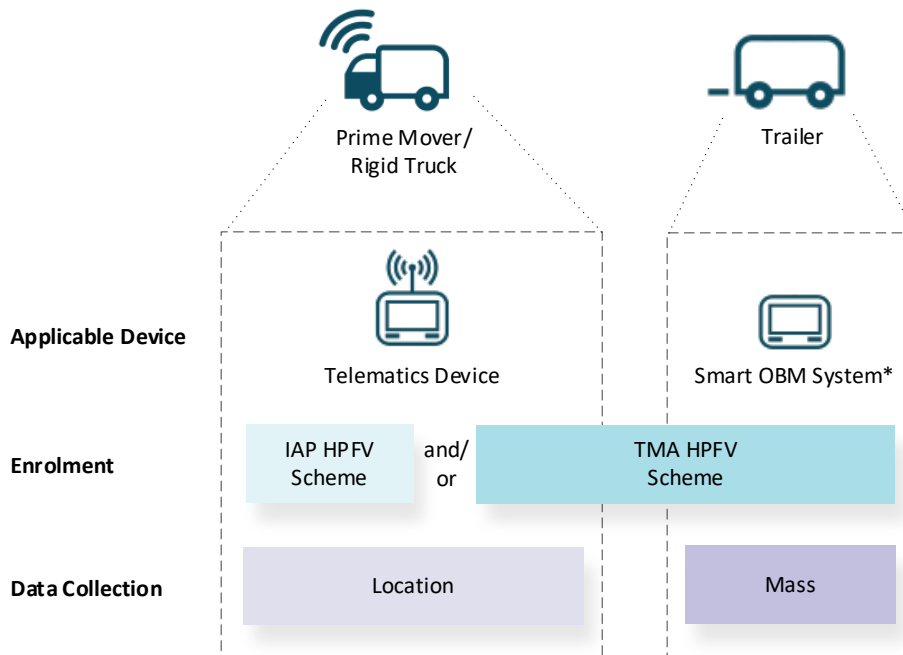 Prime Mover/
Rigid Truck
Trailer
Applicable Device
Telematics Device
Smart OBM System*
Enrolment
IAP HPFV
Scheme
and/
or
TMA HPFV
Scheme
Data Collection
Location
Mass